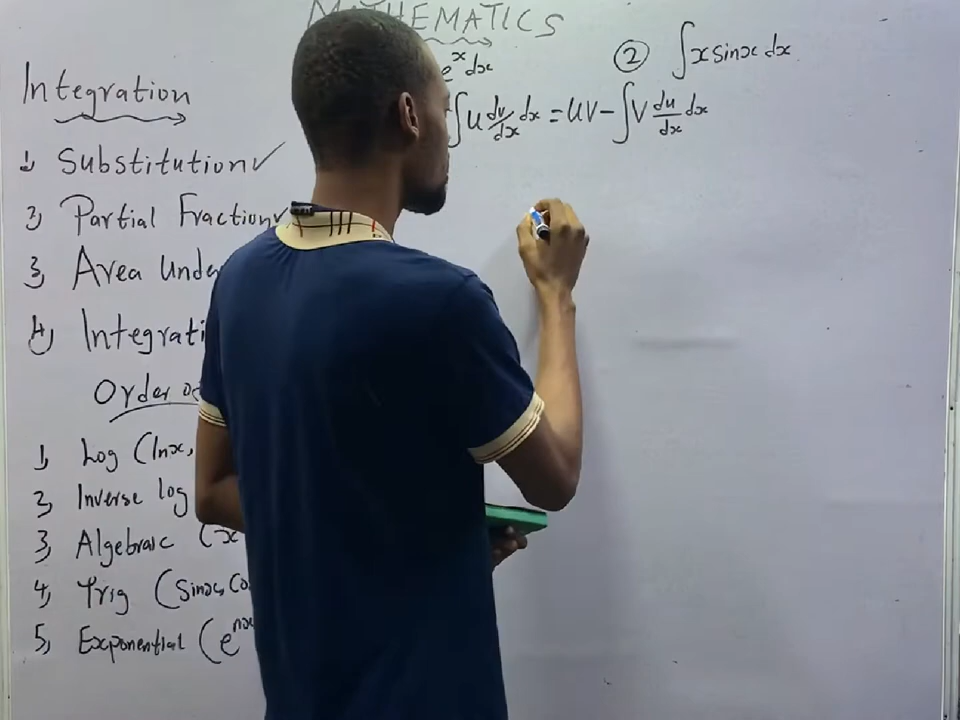 MATHEMATICS
Integration
1, Substitution ✓
2, Partial Fraction ✓
3, Area Under
4, Integrati
Order
1, Log (lnx,
2, Inverse log
3, Algebraic (x
4, Trig (Sinx, Co
5, Exponential (e^nx
e^x dx
∫ U dv/dx dx = UV - ∫ V du/dx dx
② ∫ x sinx dx